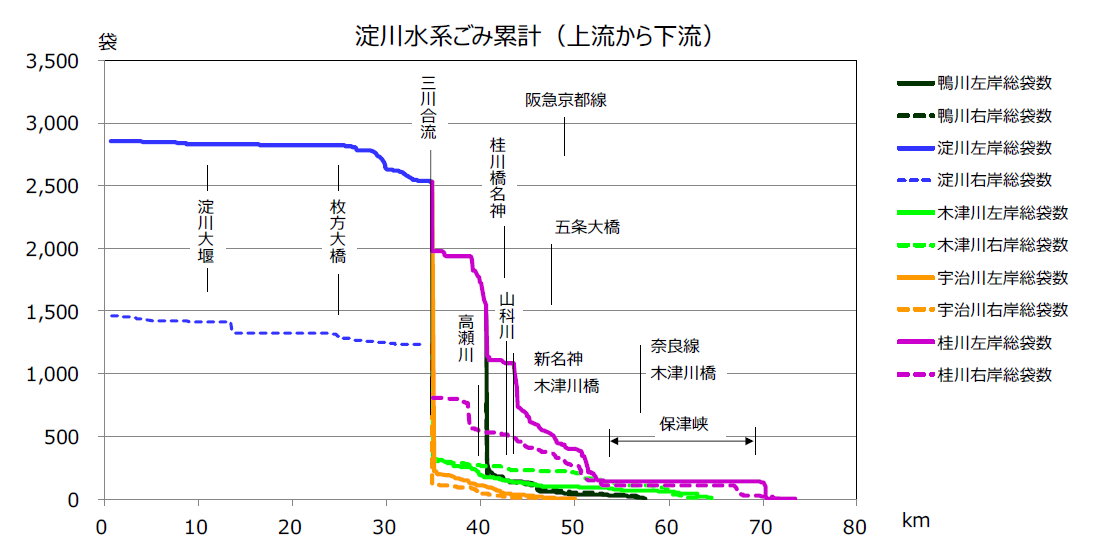 淀川水系ごみ累計（上流から下流）
袋
3,500
3,000
2,500
2,000
1,500
1,000
500
0
0
10
20
30
40
50
60
70
80
km
三川合流
阪急京都線
桂川橋名神
淀川大堰
枚方大橋
五条大橋
山科川
高瀬川
新名神
木津川橋
奈良線
木津川橋
保津峡
鴨川左岸総袋数
鴨川右岸総袋数
淀川左岸総袋数
淀川右岸総袋数
木津川左岸総袋数
木津川右岸総袋数
宇治川左岸総袋数
宇治川右岸総袋数
桂川左岸総袋数
桂川右岸総袋数